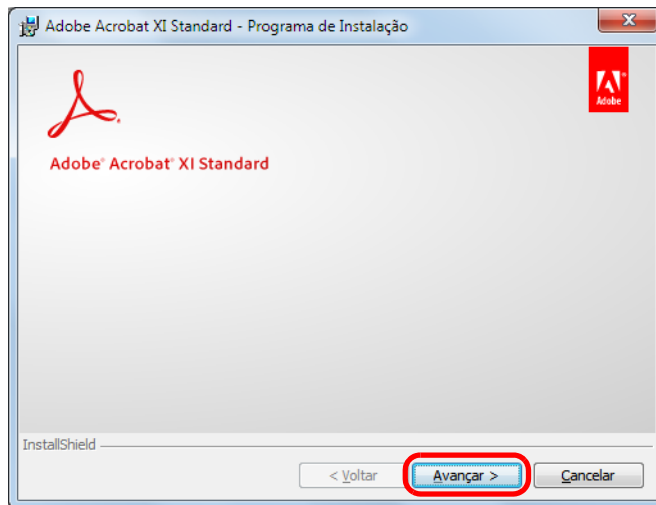 Adobe Acrobat XI Standard - Programa de Instalação
Adobe
Adobe® Acrobat® XI Standard
InstallShield
< Voltar
Avançar >
Cancelar